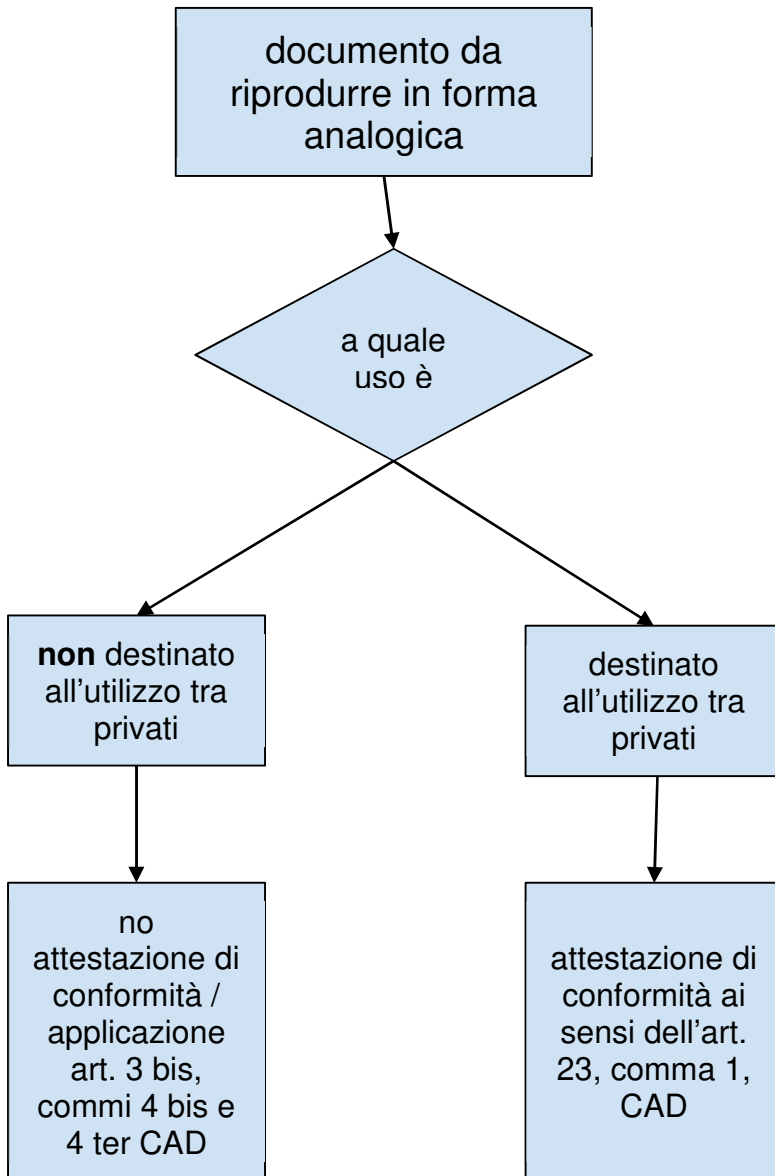 documento da
riprodurre in forma
analogica
a quale
uso è
non destinato
all’utilizzo tra
privati
destinato
all’utilizzo tra
privati
no
attestazione di
conformità /
applicazione
art. 3 bis,
commi 4 bis e
4 ter CAD
attestazione di
conformità ai
sensi dell’art.
23, comma 1,
CAD